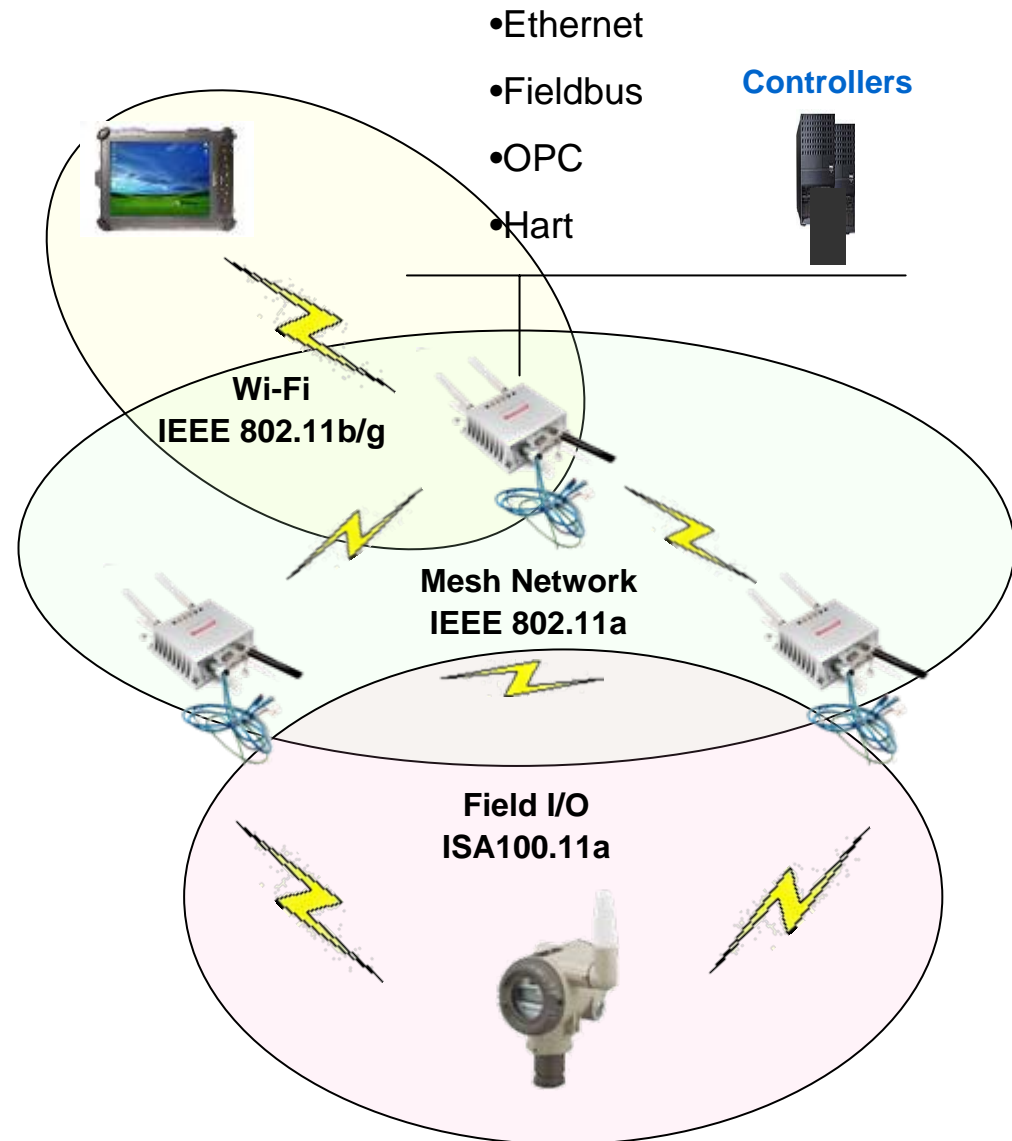 •Ethernet
•Fieldbus
•OPC
•Hart
Controllers
Wi-Fi
IEEE 802.11b/g
Mesh Network
IEEE 802.11a
Field I/O
ISA100.11a